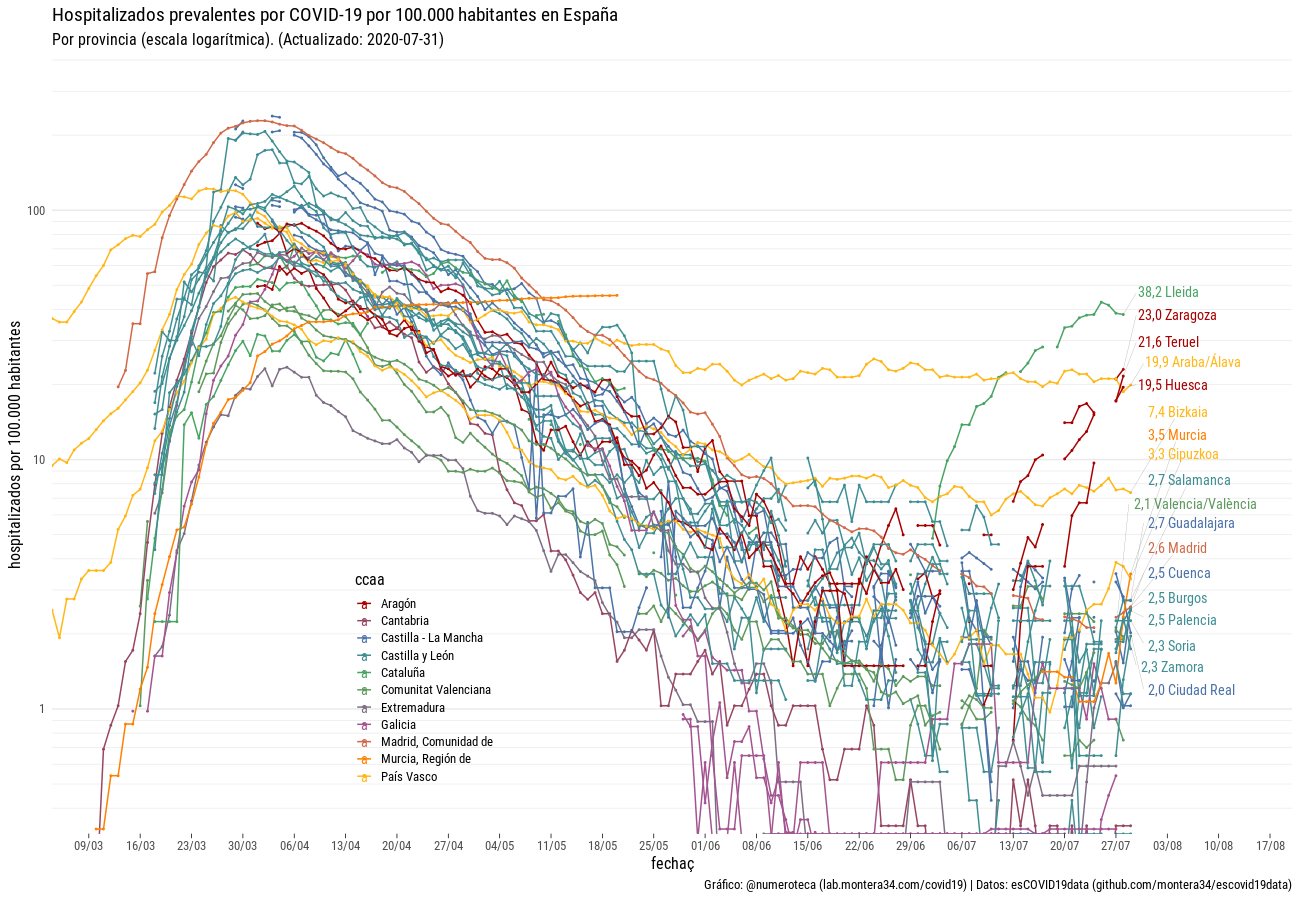 Hospitalizados prevalentes por COVID-19 por 100.000 habitantes en España
Por provincia (escala logarítmica). (Actualizado: 2020-07-31)
hospitalizados por 100.000 habitantes
100
10
1
38,2 Lleida
23,0 Zaragoza
21,6 Teruel
19,9 Araba/Álava
19,5 Huesca
7,4 Bizkaia
3,5 Murcia
3,3 Gipuzkoa
2,7 Salamanca
2,1 Valencia/València
2,7 Guadalajara
2,6 Madrid
2,5 Cuenca
2,5 Burgos
2,5 Palencia
2,3 Soria
2,3 Zamora
2,0 Ciudad Real
ccaa
Aragón
Cantabria
Castilla - La Mancha
Castilla y León
Cataluña
Comunitat Valenciana
Extremadura
Galicia
Madrid, Comunidad de
Murcia, Región de
País Vasco
09/03 16/03 23/03 30/03 06/04 13/04 20/04 27/04 04/05 11/05 18/05 25/05 01/06 08/06 15/06 22/06 29/06 06/07 13/07 20/07 27/07 03/08 10/08 17/08
fechaç
Gráfico: @numeroteca (lab.montera34.com/covid19) | Datos: esCOVID19data (github.com/montera34/escovid19data)